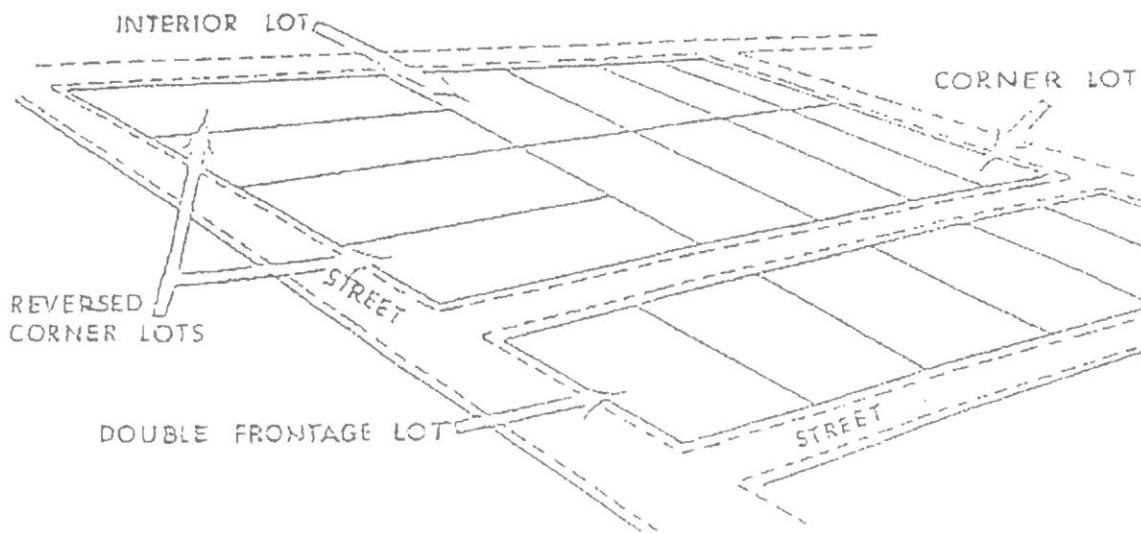 INTERIOR LOT
CORNER LOT
STREET
REVERSED
CORNER LOTS
DOUBLE FRONTAGE LOT
STREET